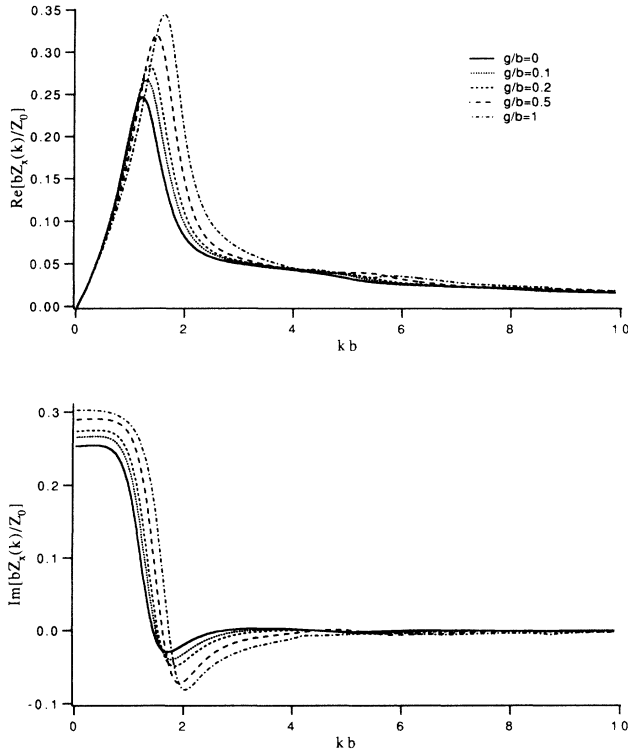 0.35
0.30
0.25
0.20
0.15
0.10
0.05
0.00
Re[bZₓ(k)/Z₀]
g/b=0
g/b=0.1
g/b=0.2
g/b=0.5
g/b=1
0 2 4 6 8 10
kb
0.3
0.2
0.1
0.0
-0.1
Im[bZₓ(k)/Z₀]
0 2 4 6 8 10
kb